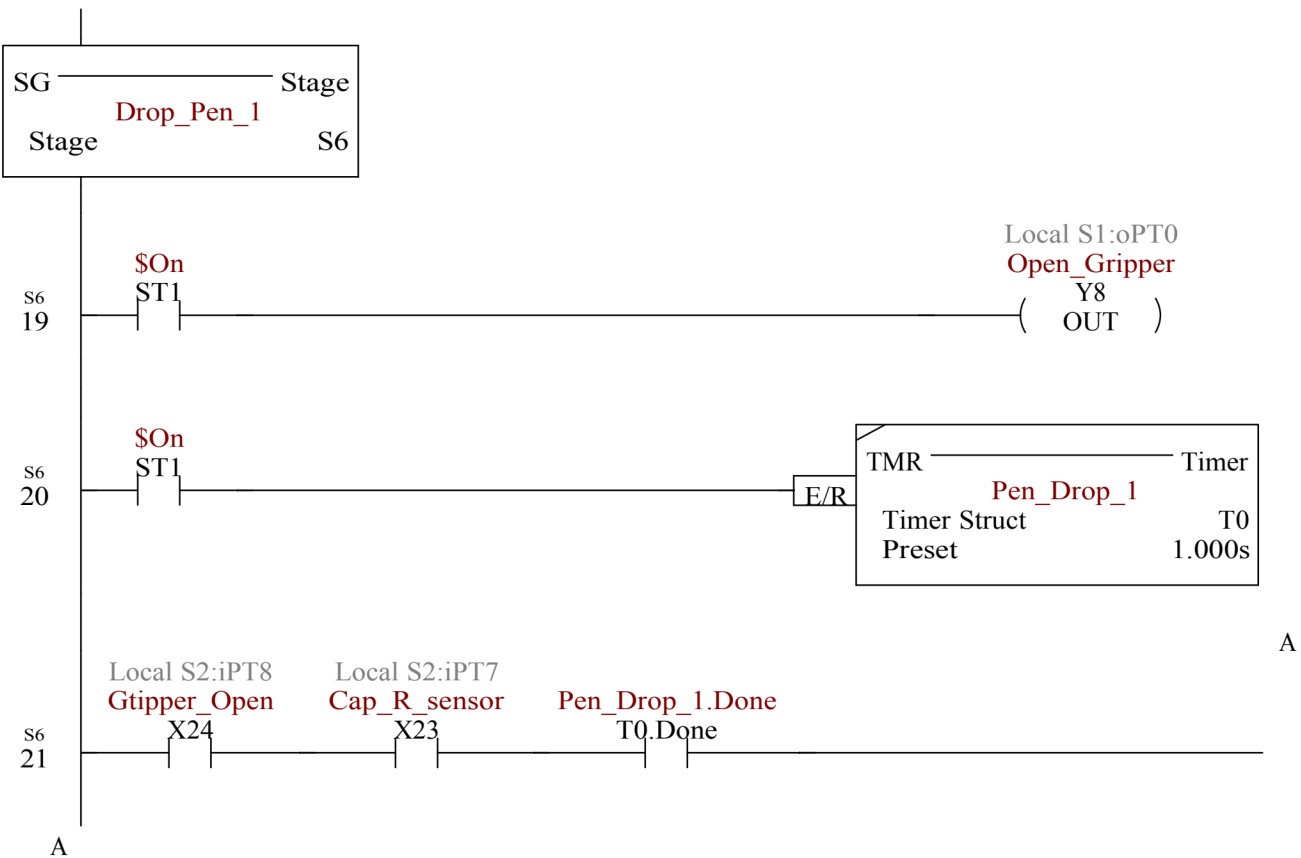 SG Stage
Drop_Pen_1
Stage S6
Local S1:oPT0
$On Open_Gripper
S6 ST1 Y8
19 OUT
$On
S6 ST1
20 E/R
TMR Timer
Pen_Drop_1
Timer Struct T0
Preset 1.000s
A
Local S2:iPT8 Local S2:iPT7
Gtipper_Open Cap_R_sensor Pen_Drop_1.Done
S6 X24 X23 T0.Done
21
A